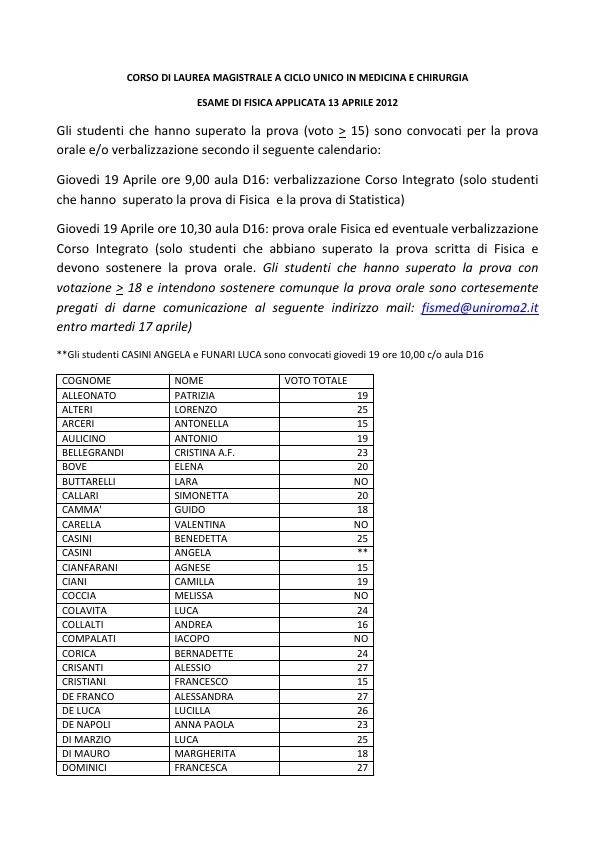 CORSO DI LAUREA MAGISTRALE A CICLO UNICO IN MEDICINA E CHIRURGIA
ESAME DI FISICA APPLICATA 13 APRILE 2012
Gli studenti che hanno superato la prova (voto > 15) sono convocati per la prova
orale e/o verbalizzazione secondo il seguente calendario:
Giovedi 19 Aprile ore 9,00 aula D16: verbalizzazione Corso Integrato (solo studenti
che hanno superato la prova di Fisica e la prova di Statistica)
Giovedi 19 Aprile ore 10,30 aula D16: prova orale Fisica ed eventuale verbalizzazione
Corso Integrato (solo studenti che abbiano superato la prova scritta di Fisica e
devono sostenere la prova orale. Gli studenti che hanno superato la prova con
votazione > 18 e intendono sostenere comunque la prova orale sono cortesemente
pregati di darne comunicazione al seguente indirizzo mail: fismed@uniroma2.it
entro martedi 17 aprile)
**Gli studenti CASINI ANGELA e FUNARI LUCA sono convocati giovedi 19 ore 10,00 c/o aula D16
COGNOME NOME VOTO TOTALE
ALLEONATO PATRIZIA 19
ALTERI LORENZO 25
ARCERI ANTONELLA 15
AULICINO ANTONIO 19
BELLEGRANDI CRISTINA A.F. 23
BOVE ELENA 20
BUTTARELLI LARA NO
CALLARI SIMONETTA 20
CAMMA' GUIDO 18
CARELLA VALENTINA NO
CASINI BENEDETTA 25
CASINI ANGELA **
CIANFARANI AGNESE 15
CIANI CAMILLA 19
COCCIA MELISSA NO
COLAVITA LUCA 24
COLLALTI ANDREA 16
COMPALATI IACOPO NO
CORICA BERNADETTE 24
CRISANTI ALESSIO 27
CRISTIANI FRANCESCO 15
DE FRANCO ALESSANDRA 27
DE LUCA LUCILLA 26
DE NAPOLI ANNA PAOLA 23
DI MARZIO LUCA 25
DI MAURO MARGHERITA 18
DOMINICI FRANCESCA 27